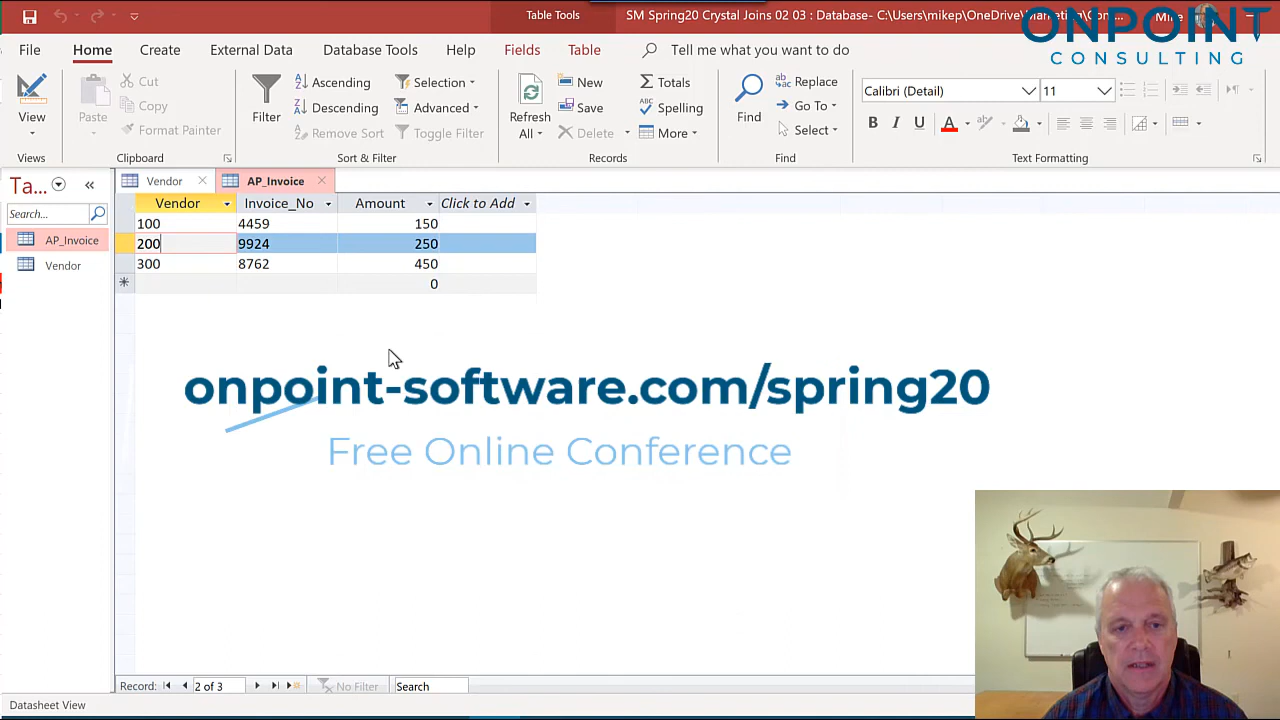 Table Tools
SM Spring20 Crystal Joins 02 03 : Database- C:\Users\mikep\OneDrive\Marketing\Con...
Mike
ONPOINT
CONSULTING
File Home Create External Data Database Tools Help Fields Table Tell me what you want to do
View
Views
Paste
Cut
Copy
Format Painter
Clipboard
Filter
Ascending
Descending
Remove Sort
Selection
Advanced
Toggle Filter
Sort & Filter
Refresh
All
New
Save
Delete
Totals
Spelling
More
Records
Find
Replace
Go To
Select
Find
Calibri (Detail) 11
B I U A
Text Formatting
Ta...
Search...
AP_Invoice
Vendor
Vendor AP_Invoice
Vendor Invoice_No Amount Click to Add
100 4459 150
200 9924 250
300 8762 450
0
onpoint-software.com/spring20
Free Online Conference
Record: 2 of 3 No Filter Search
Datasheet View